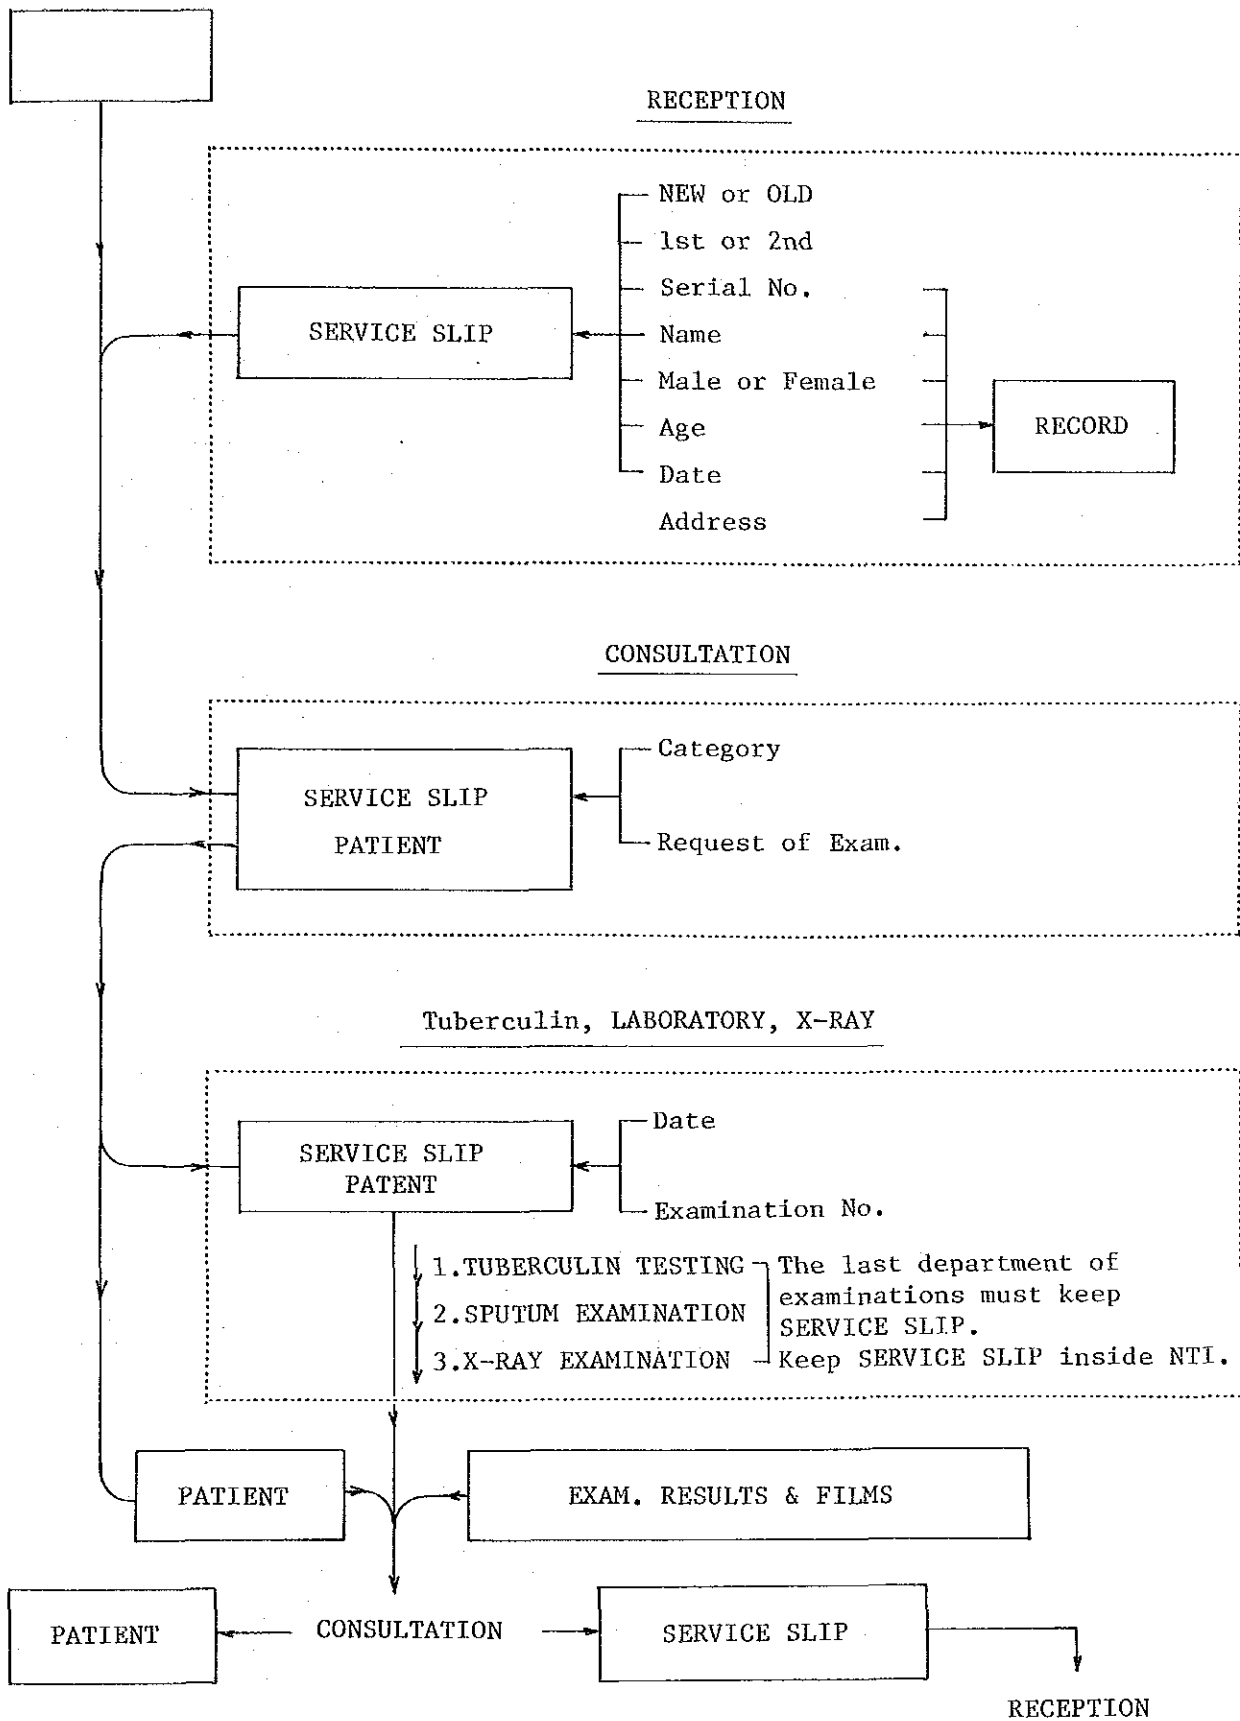 RECEPTION
NEW or OLD
1st or 2nd
Serial No.
SERVICE SLIP
Name
Male or Female
Age
RECORD
Date
Address
CONSULTATION
Category
SERVICE SLIP
PATIENT
Request of Exam.
Tuberculin, LABORATORY, X-RAY
Date
SERVICE SLIP
PATENT
Examination No.
1.TUBERCULIN TESTING
2.SPUTUM EXAMINATION
3.X-RAY EXAMINATION
The last department of
examinations must keep
SERVICE SLIP.
Keep SERVICE SLIP inside NTI.
PATIENT
EXAM. RESULTS & FILMS
PATIENT
CONSULTATION
SERVICE SLIP
RECEPTION